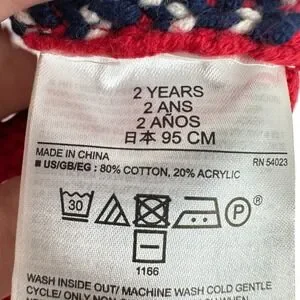 2 YEARS
2 ANS
2 AÑOS
日本 95 CM
MADE IN CHINA
RN 54023
■ US/GB/EG: 80% COTTON, 20% ACRYLIC
30 P
1166
WASH INSIDE OUT/ MACHINE WASH COLD GENTLE
CYCLE/ ONLY NON